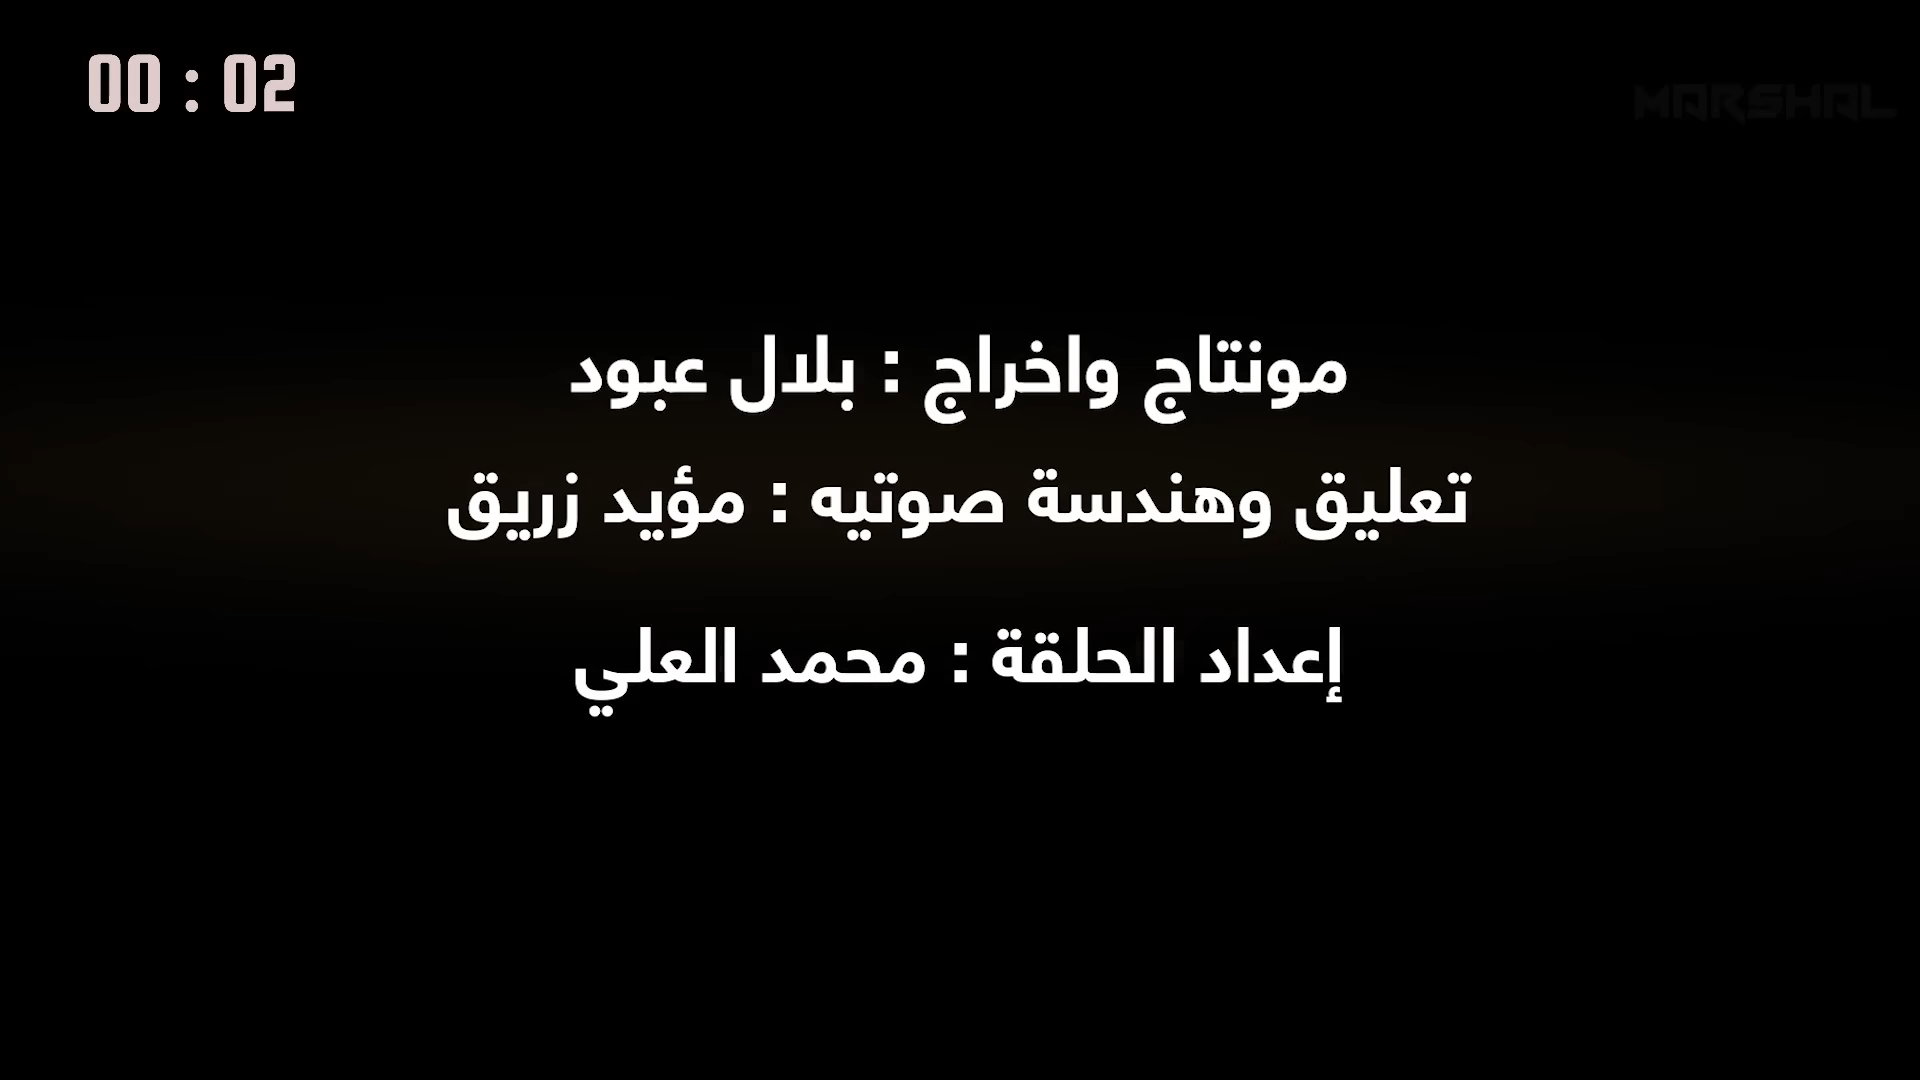 00 : 02
MARSHAL
مونتاج واخراج : بلال عبود
تعليق وهندسة صوتيه : مؤيد زريق
إعداد الحلقة : محمد العلي